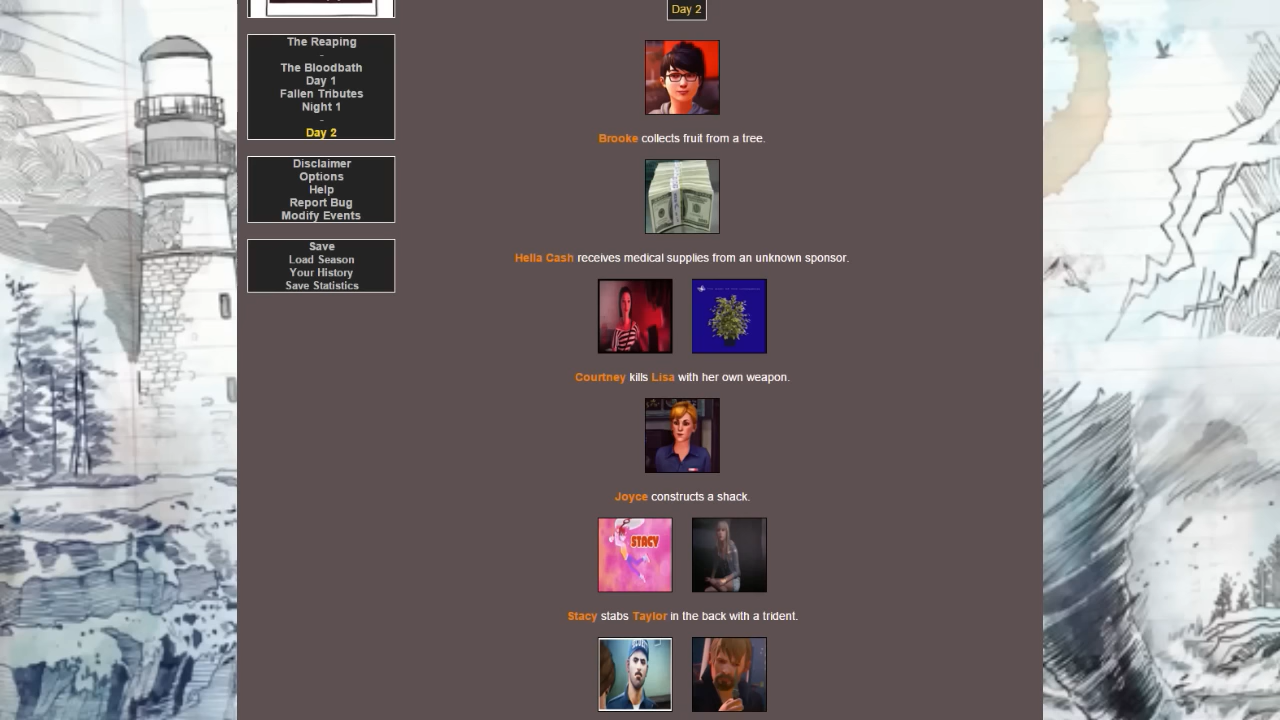 Day 2
The Reaping
-
The Bloodbath
Day 1
Fallen Tributes
Night 1
-
Day 2
Disclaimer
Options
Help
Report Bug
Modify Events
Save
Load Season
Your History
Save Statistics
Brooke collects fruit from a tree.
Hella Cash receives medical supplies from an unknown sponsor.
Courtney kills Lisa with her own weapon.
Joyce constructs a shack.
STACY
Stacy stabs Taylor in the back with a trident.